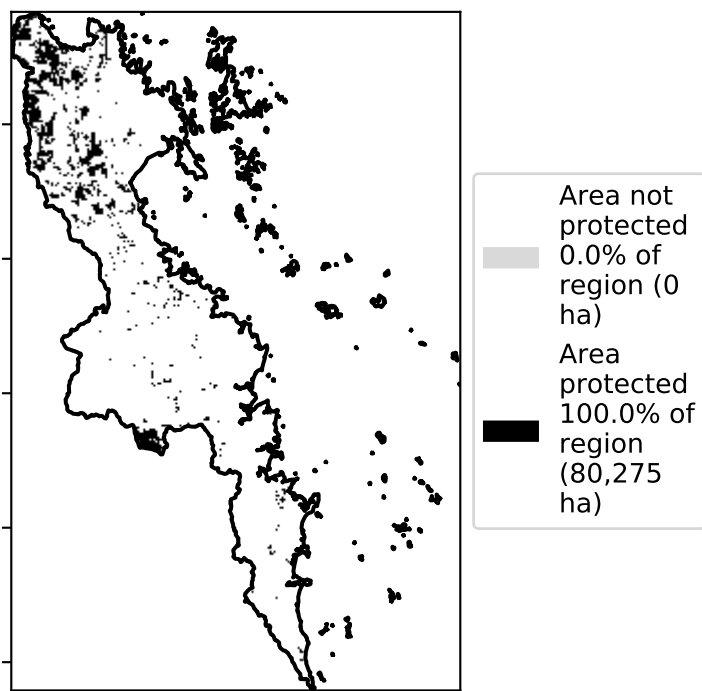 Area not
protected
0.0% of
region (0
ha)
Area
protected
100.0% of
region
(80,275
ha)